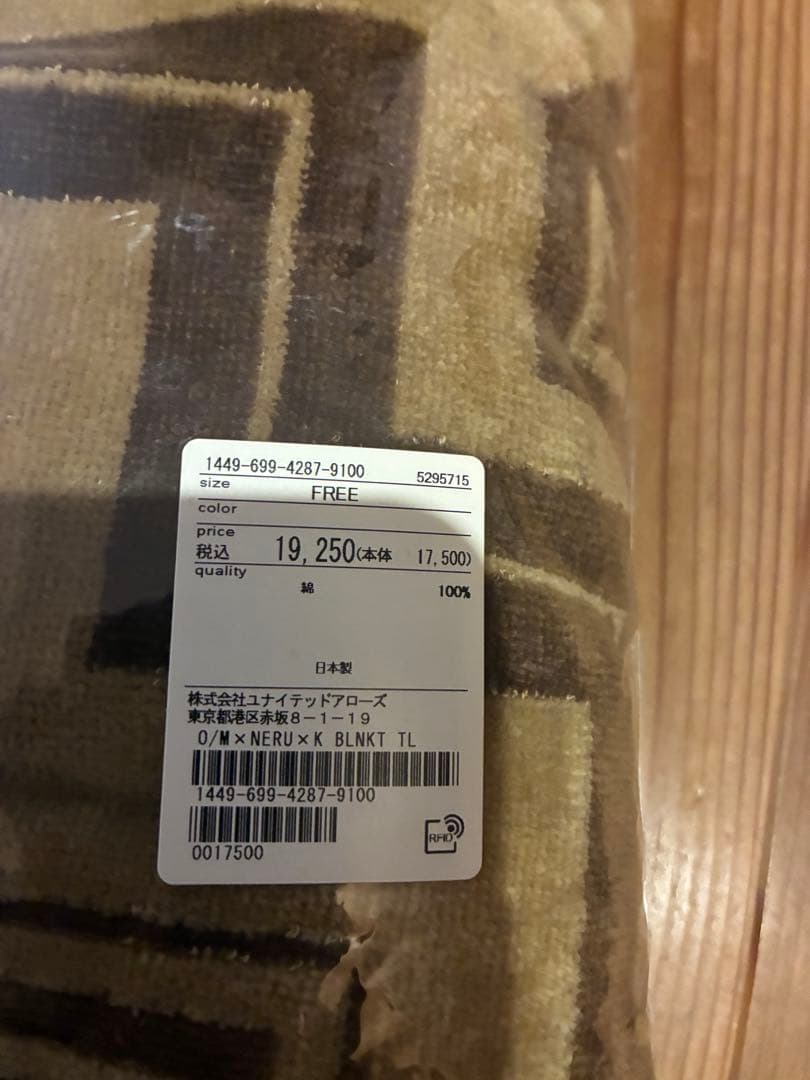 1449-699-4287-9100 5295715
size FREE
color
price
税込 19,250(本体 17,500)
quality
綿 100%
日本製
株式会社ユナイテッドアローズ
東京都港区赤坂8-1-19
O/M×NERU×K BLNKT TL
1449-699-4287-9100
0017500
RFID